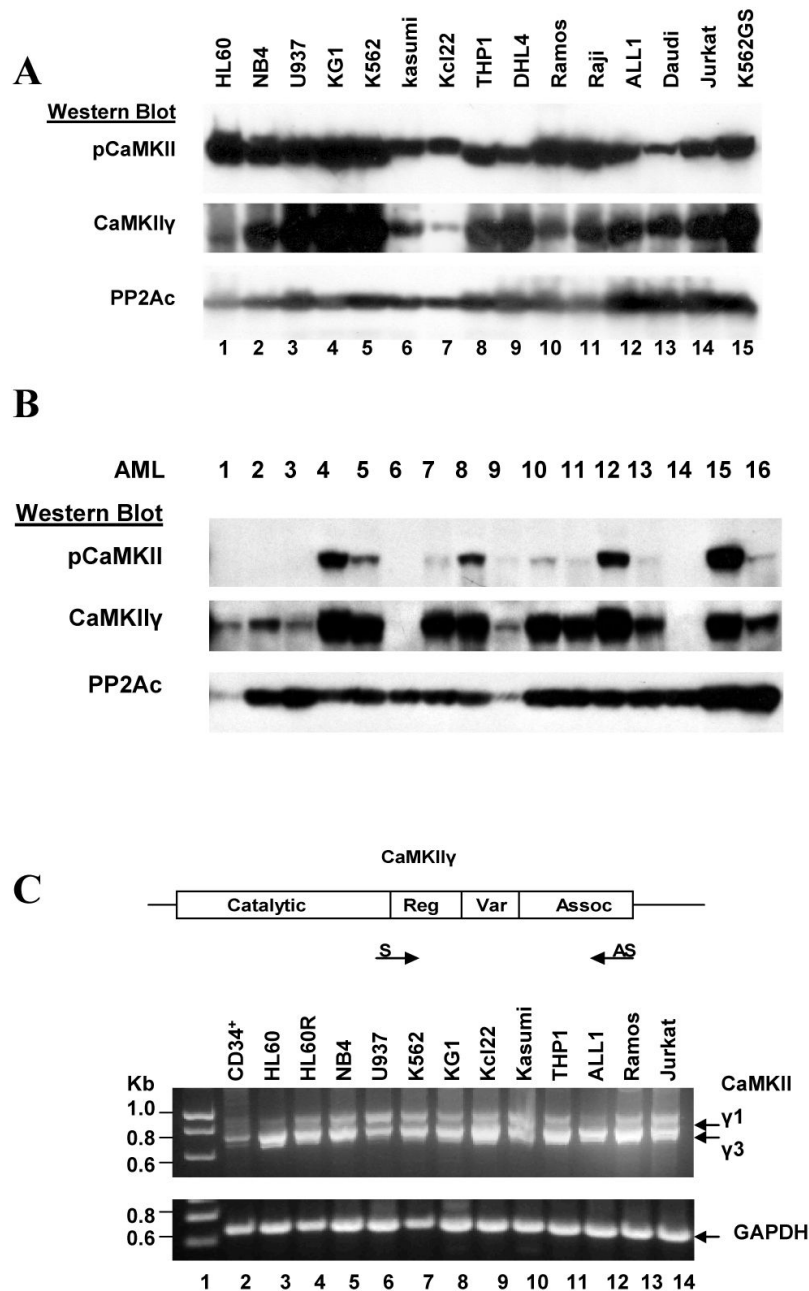 A
HL60 NB4 U937 KG1 K562 kasumi Kcl22 THP1 DHL4 Ramos Raji ALL1 Daudi Jurkat K562GS
Western Blot
pCaMKII
CaMKIIγ
PP2Ac
1 2 3 4 5 6 7 8 9 10 11 12 13 14 15
B
AML 1 2 3 4 5 6 7 8 9 10 11 12 13 14 15 16
Western Blot
pCaMKII
CaMKIIγ
PP2Ac
C
CaMKIIγ
Catalytic Reg Var Assoc
S AS
CD34+ HL60 HL60R NB4 U937 K562 KG1 Kcl22 Kasumi THP1 ALL1 Ramos Jurkat
Kb CaMKII
1.0 γ1
0.8 γ3
0.6
0.8
0.6 GAPDH
1 2 3 4 5 6 7 8 9 10 11 12 13 14